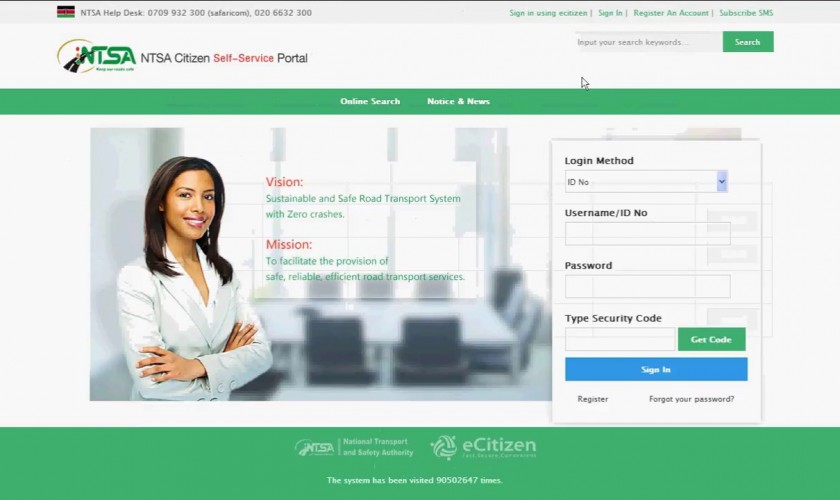 NTSA Help Desk: 0709 932 300 (safaricom), 020 6632 300
Sign in using ecitizen | Sign In | Register An Account | Subscribe SMS
NTSA
Keep our roads safe
NTSA Citizen Self-Service Portal
Input your search keywords...
Search
Online Search
Notice & News
Vision:
Sustainable and Safe Road Transport System
with Zero crashes.
Mission:
To facilitate the provision of
safe, reliable, efficient road transport services.
Login Method
ID No
Username/ID No
Password
Type Security Code
Get Code
Sign In
Register
Forgot your password?
NTSA
National Transport
and Safety Authority
eCitizen
The system has been visited 90502647 times.